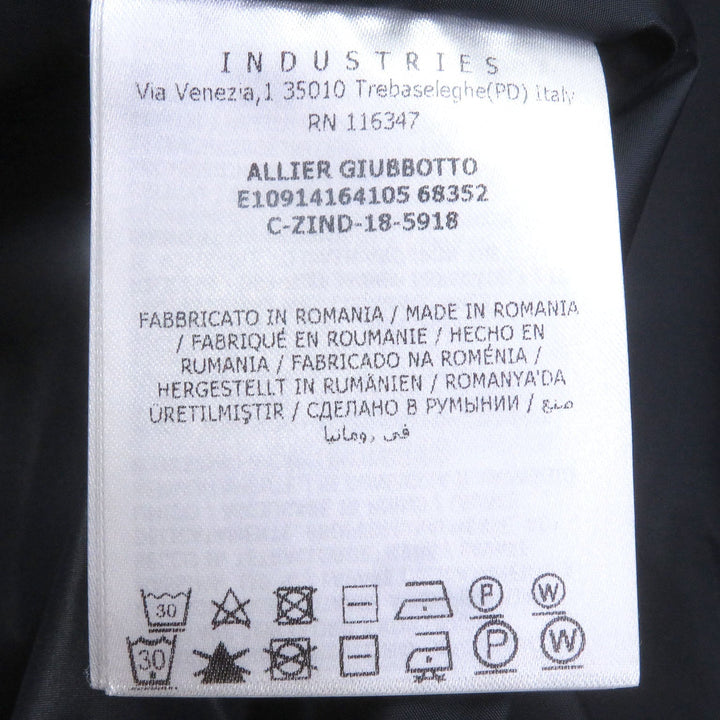 INDUSTRIES
Via Venezia,1 35010 Trebaseleghe(PD) Italy
RN 116347
ALLIER GIUBBOTTO
E10914164105 68352
C-ZIND-18-5918
FABBRICATO IN ROMANIA / MADE IN ROMANIA
/ FABRIQUÉ EN ROUMANIE / HECHO EN
RUMANIA / FABRICADO NA ROMÉNIA /
HERGESTELLT IN RUMÄNIEN / ROMANYA'DA
ÜRETILMIŞTIR / СДЕЛАНО В РУМЫНИИ / صنع
في رومانيا
30 P W
30 P W